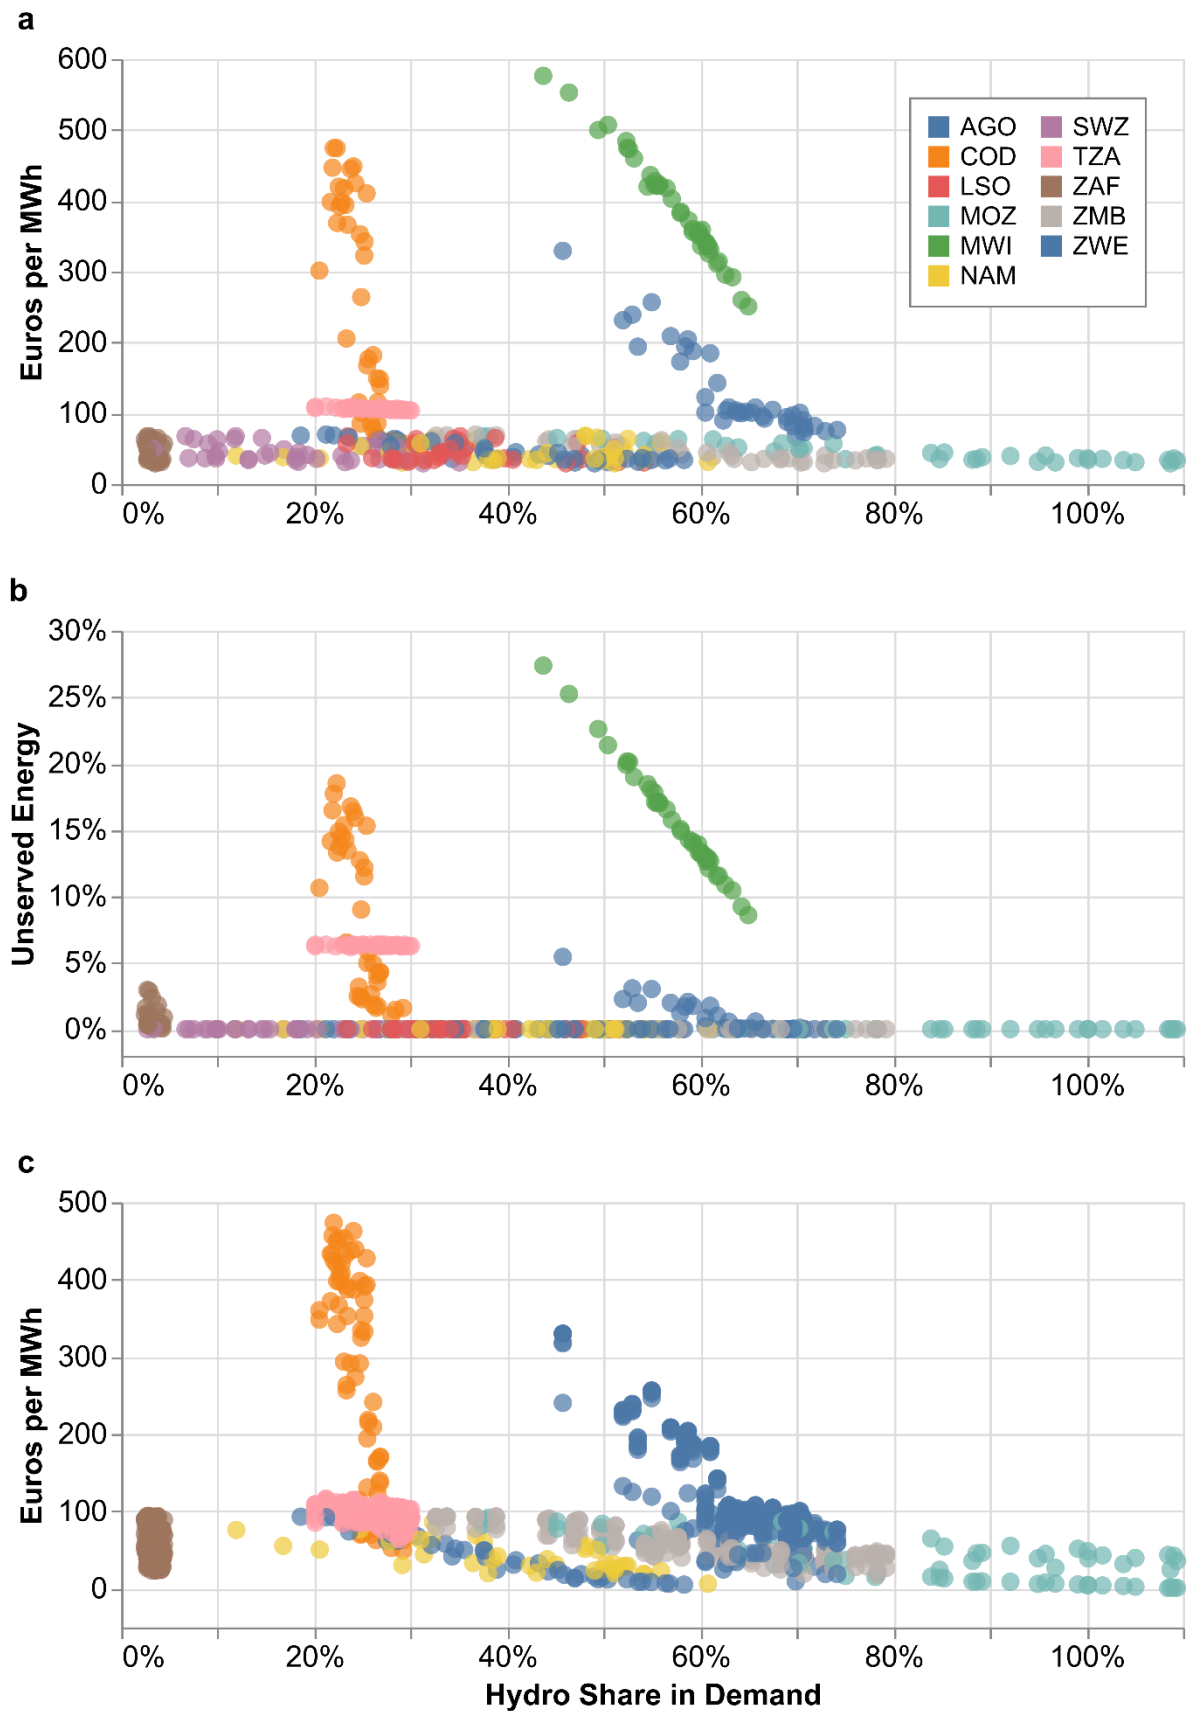 a
600
500
400
300
200
100
0
Euros per MWh
AGO SWZ
COD TZA
LSO ZAF
MOZ ZMB
MWI ZWE
NAM
0% 20% 40% 60% 80% 100%
b
30%
25%
20%
15%
10%
5%
0%
Unserved Energy
0% 20% 40% 60% 80% 100%
c
500
400
300
200
100
0
Euros per MWh
0% 20% 40% 60% 80% 100%
Hydro Share in Demand